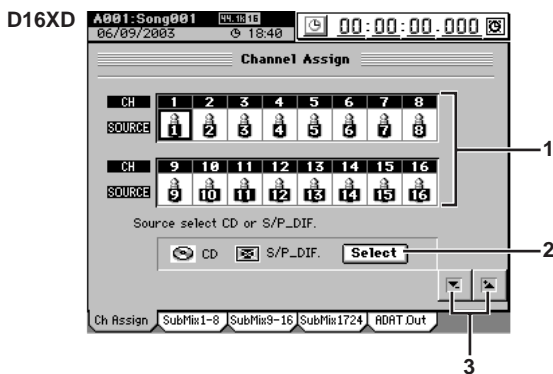 D16XD
A001:Song001 44.1K 16
06/09/2003 18:40 00:00:00.000
Channel Assign
CH 1 2 3 4 5 6 7 8
SOURCE 1 2 3 4 5 6 7 8
1
CH 9 10 11 12 13 14 15 16
SOURCE 9 10 11 12 13 14 15 16
Source select CD or S/P_DIF.
CD S/P_DIF. Select
2
Ch Assign SubMix1-8 SubMix9-16 SubMix1724 ADAT Out
3